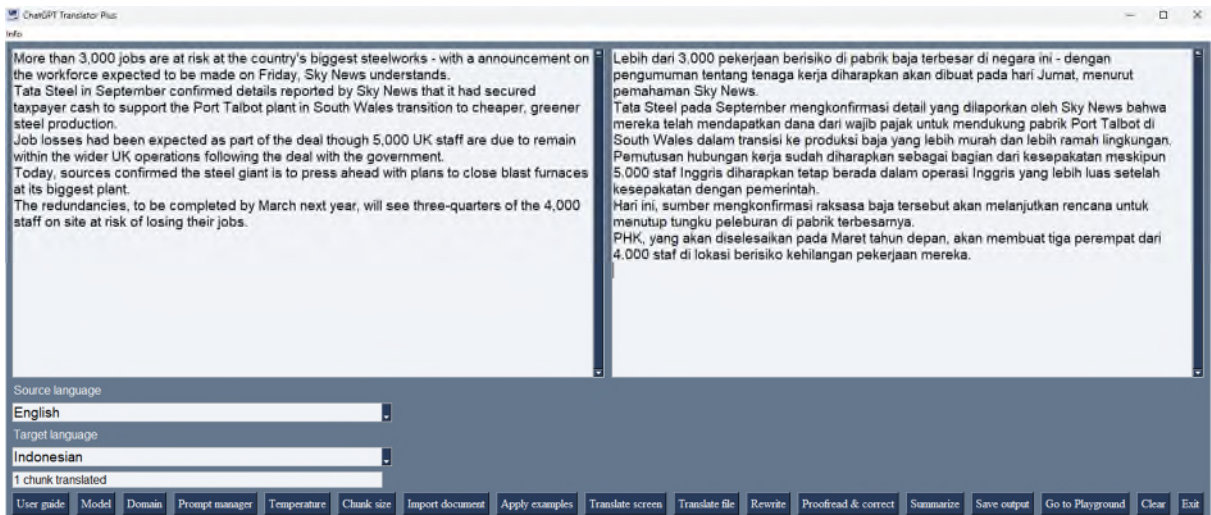 ChatGPT Translator Plus
Info
More than 3,000 jobs are at risk at the country's biggest steelworks - with a announcement on
the workforce expected to be made on Friday, Sky News understands.
Tata Steel in September confirmed details reported by Sky News that it had secured
taxpayer cash to support the Port Talbot plant in South Wales transition to cheaper, greener
steel production.
Job losses had been expected as part of the deal though 5,000 UK staff are due to remain
within the wider UK operations following the deal with the government.
Today, sources confirmed the steel giant is to press ahead with plans to close blast furnaces
at its biggest plant.
The redundancies, to be completed by March next year, will see three-quarters of the 4,000
staff on site at risk of losing their jobs.
Lebih dari 3,000 pekerjaan berisiko di pabrik baja terbesar di negara ini - dengan
pengumuman tentang tenaga kerja diharapkan akan dibuat pada hari Jumat, menurut
pemahaman Sky News.
Tata Steel pada September mengkonfirmasi detail yang dilaporkan oleh Sky News bahwa
mereka telah mendapatkan dana dari wajib pajak untuk mendukung pabrik Port Talbot di
South Wales dalam transisi ke produksi baja yang lebih murah dan lebih ramah lingkungan.
Pemutusan hubungan kerja sudah diharapkan sebagai bagian dari kesepakatan meskipun
5.000 staf Inggris diharapkan tetap berada dalam operasi Inggris yang lebih luas setelah
kesepakatan dengan pemerintah.
Hari ini, sumber mengkonfirmasi raksasa baja tersebut akan melanjutkan rencana untuk
menutup tungku peleburan di pabrik terbesarnya.
PHK, yang akan diselesaikan pada Maret tahun depan, akan membuat tiga perempat dari
4.000 staf di lokasi berisiko kehilangan pekerjaan mereka.
Source language
English
Target language
Indonesian
1 chunk translated
User guide Model Domain Prompt manager Temperature Chunk size Import document Apply examples Translate screen Translate file Rewrite Proofread & correct Summarize Save output Go to Playground Clear Exit